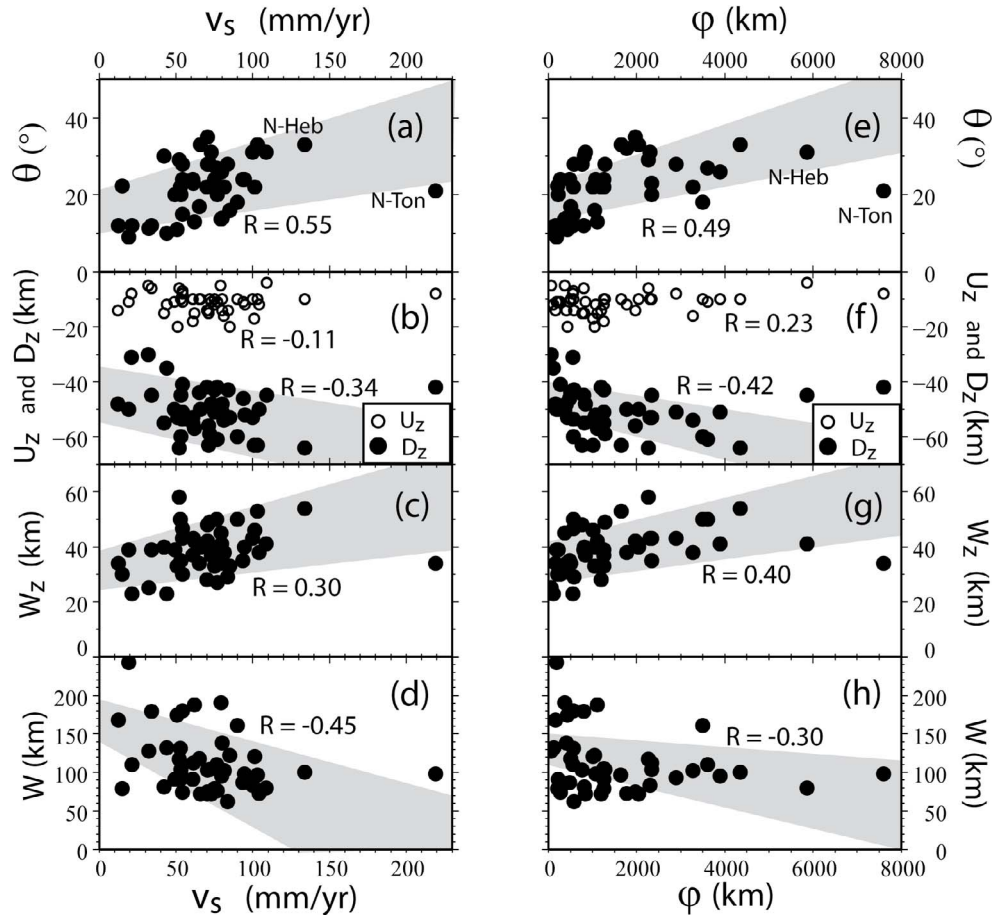 v_s (mm/yr)
φ (km)
0 50 100 150 200
0 2000 4000 6000 8000
(a)
N-Heb
N-Ton
R = 0.55
θ (°)
40
20
0
(e)
N-Heb
N-Ton
R = 0.49
40
20
0
θ (°)
(b)
R = -0.11
R = -0.34
U_z
D_z
U_z and D_z (km)
-20
-40
-60
(f)
R = 0.23
R = -0.42
U_z
D_z
0
-20
-40
-60
U_z and D_z (km)
(c)
R = 0.30
W_z (km)
60
40
20
0
(g)
R = 0.40
60
40
20
0
W_z (km)
(d)
R = -0.45
W (km)
200
150
100
50
0
(h)
R = -0.30
200
150
100
50
0
W (km)
0 50 100 150 200
0 2000 4000 6000 8000
v_s (mm/yr)
φ (km)